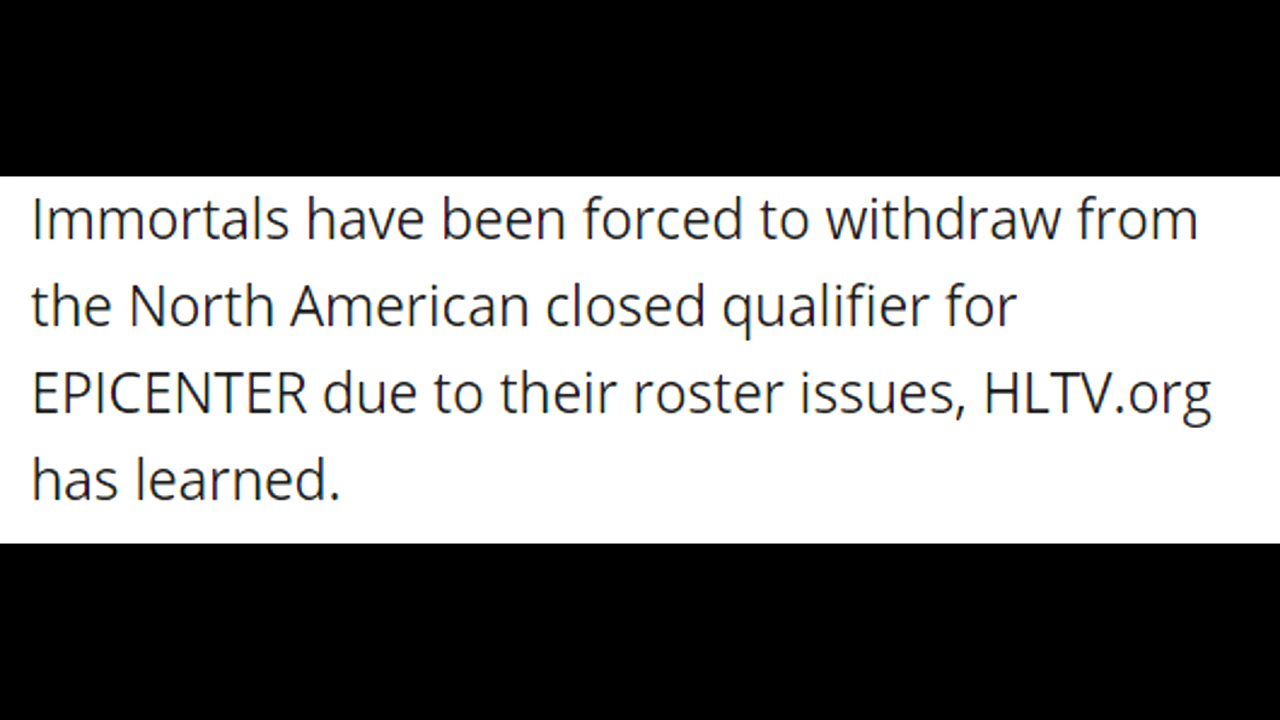 Immortals have been forced to withdraw from
the North American closed qualifier for
EPICENTER due to their roster issues, HLTV.org
has learned.